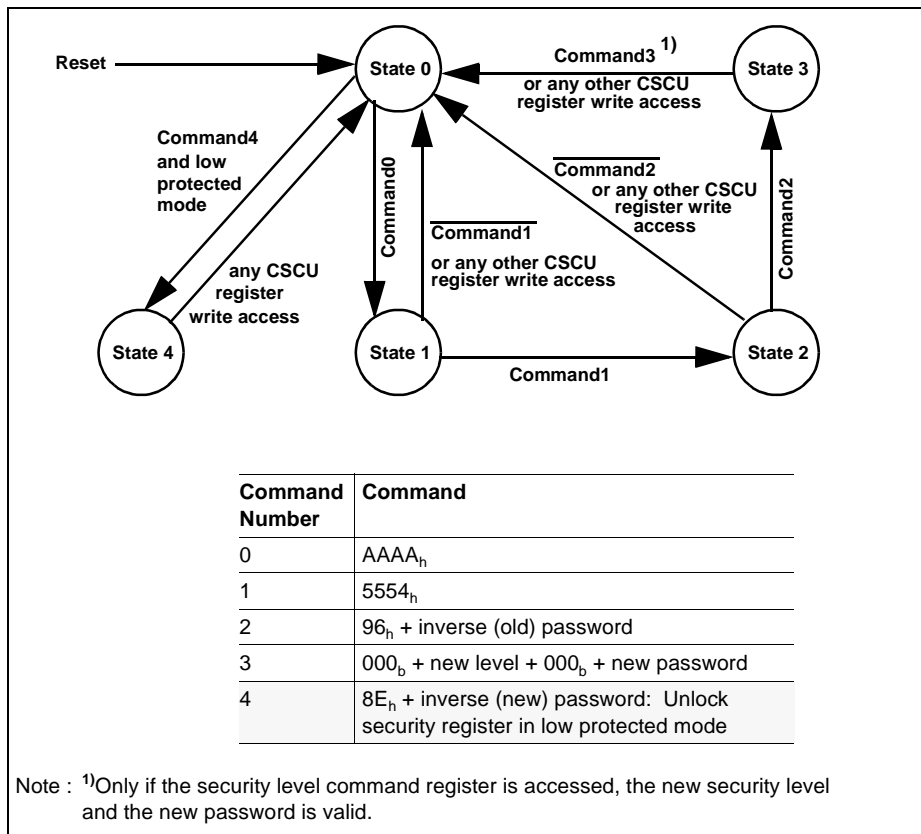 Reset
State 0
Command3 1)
or any other CSCU
register write access
State 3
Command4
and low
protected
mode
Command0
Command1
or any other CSCU
register write access
Command2
or any other CSCU
register write
access
Command2
any CSCU
register
write access
State 4
State 1
Command1
State 2
Command Number Command
0 AAAAh
1 5554h
2 96h + inverse (old) password
3 000b + new level + 000b + new password
4 8Eh + inverse (new) password: Unlock
security register in low protected mode
Note : 1)Only if the security level command register is accessed, the new security level
and the new password is valid.